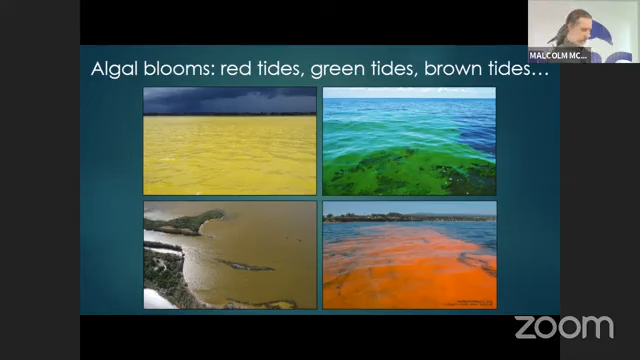 Algal blooms: red tides, green tides, brown tides…
MALCOLM MC...
zoom